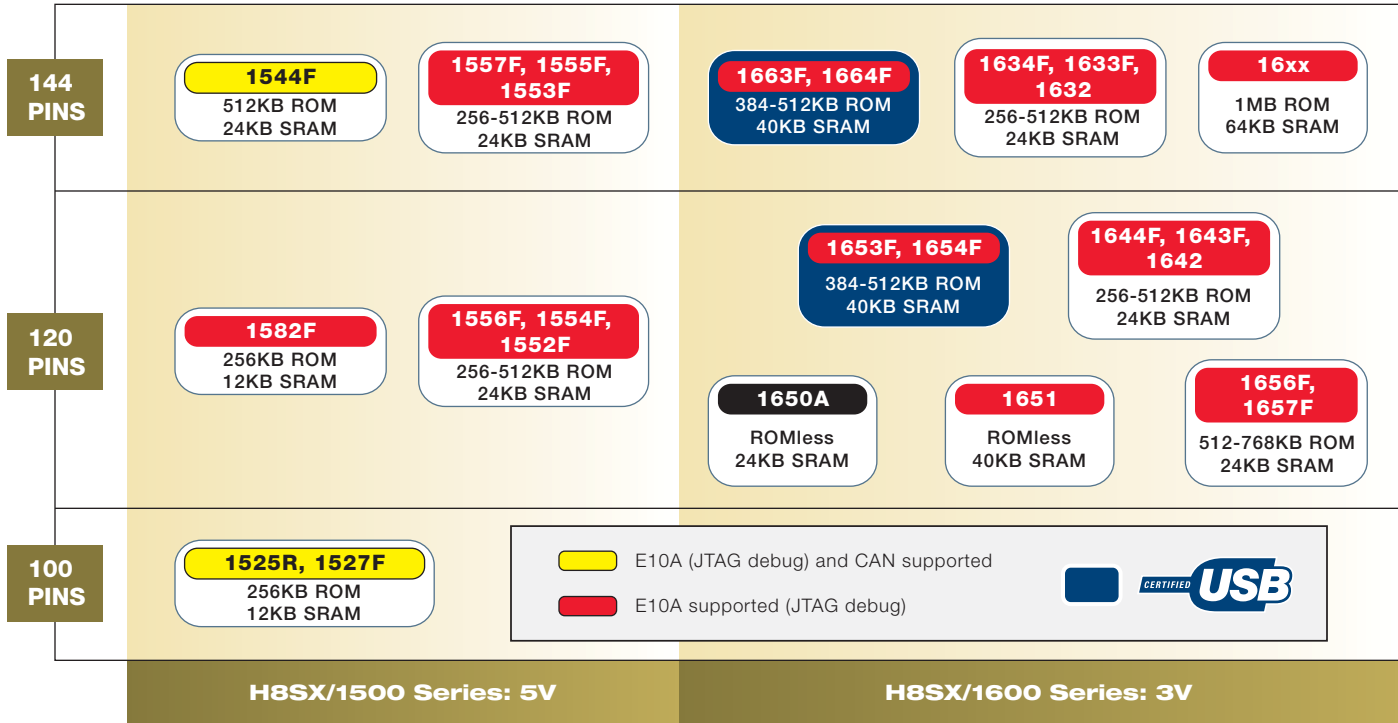 144
PINS
1544F
512KB ROM
24KB SRAM
1557F, 1555F,
1553F
256-512KB ROM
24KB SRAM
1663F, 1664F
384-512KB ROM
40KB SRAM
1634F, 1633F,
1632
256-512KB ROM
24KB SRAM
16xx
1MB ROM
64KB SRAM
120
PINS
1582F
256KB ROM
12KB SRAM
1556F, 1554F,
1552F
256-512KB ROM
24KB SRAM
1653F, 1654F
384-512KB ROM
40KB SRAM
1644F, 1643F,
1642
256-512KB ROM
24KB SRAM
1650A
ROMless
24KB SRAM
1651
ROMless
40KB SRAM
1656F,
1657F
512-768KB ROM
24KB SRAM
100
PINS
1525R, 1527F
256KB ROM
12KB SRAM
E10A (JTAG debug) and CAN supported
E10A supported (JTAG debug)
CERTIFIED USB
H8SX/1500 Series: 5V
H8SX/1600 Series: 3V